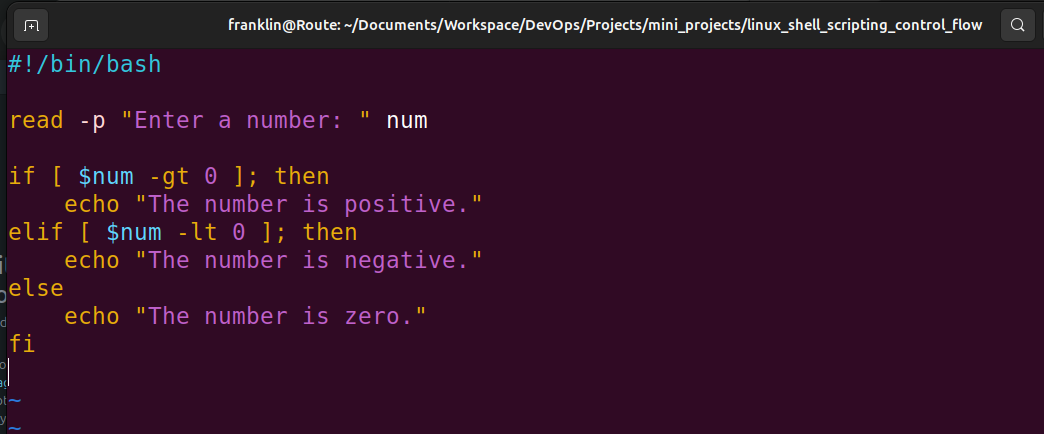 franklin@Route: ~/Documents/Workspace/DevOps/Projects/mini_projects/linux_shell_scripting_control_flow
#!/bin/bash

read -p "Enter a number: " num

if [ $num -gt 0 ]; then
    echo "The number is positive."
elif [ $num -lt 0 ]; then
    echo "The number is negative."
else
    echo "The number is zero."
fi

~
~